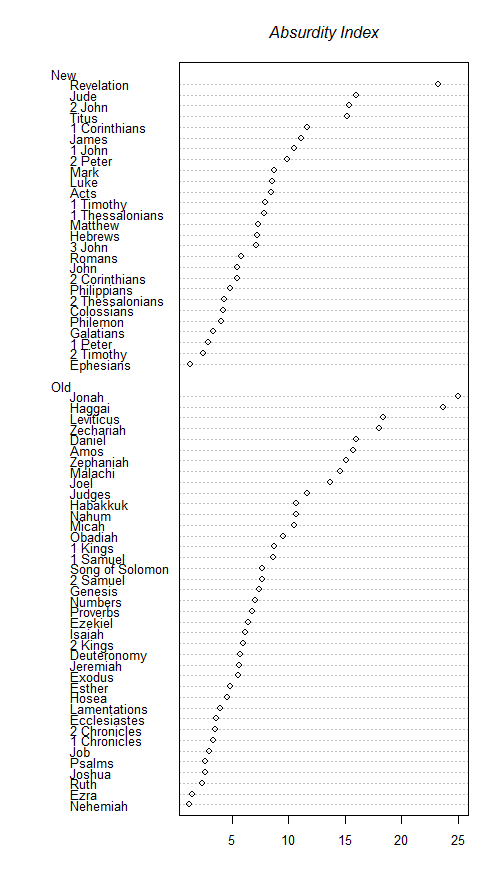 Absurdity Index
New
Revelation
Jude
2 John
Titus
1 Corinthians
James
1 John
2 Peter
Mark
Luke
Acts
1 Timothy
1 Thessalonians
Matthew
Hebrews
3 John
Romans
John
2 Corinthians
Philippians
2 Thessalonians
Colossians
Philemon
Galatians
1 Peter
2 Timothy
Ephesians
Old
Jonah
Haggai
Leviticus
Zechariah
Daniel
Amos
Zephaniah
Malachi
Joel
Judges
Habakkuk
Nahum
Micah
Obadiah
1 Kings
1 Samuel
Song of Solomon
2 Samuel
Genesis
Numbers
Proverbs
Ezekiel
Isaiah
2 Kings
Deuteronomy
Jeremiah
Exodus
Esther
Hosea
Lamentations
Ecclesiastes
2 Chronicles
1 Chronicles
Job
Psalms
Joshua
Ruth
Ezra
Nehemiah
5 10 15 20 25